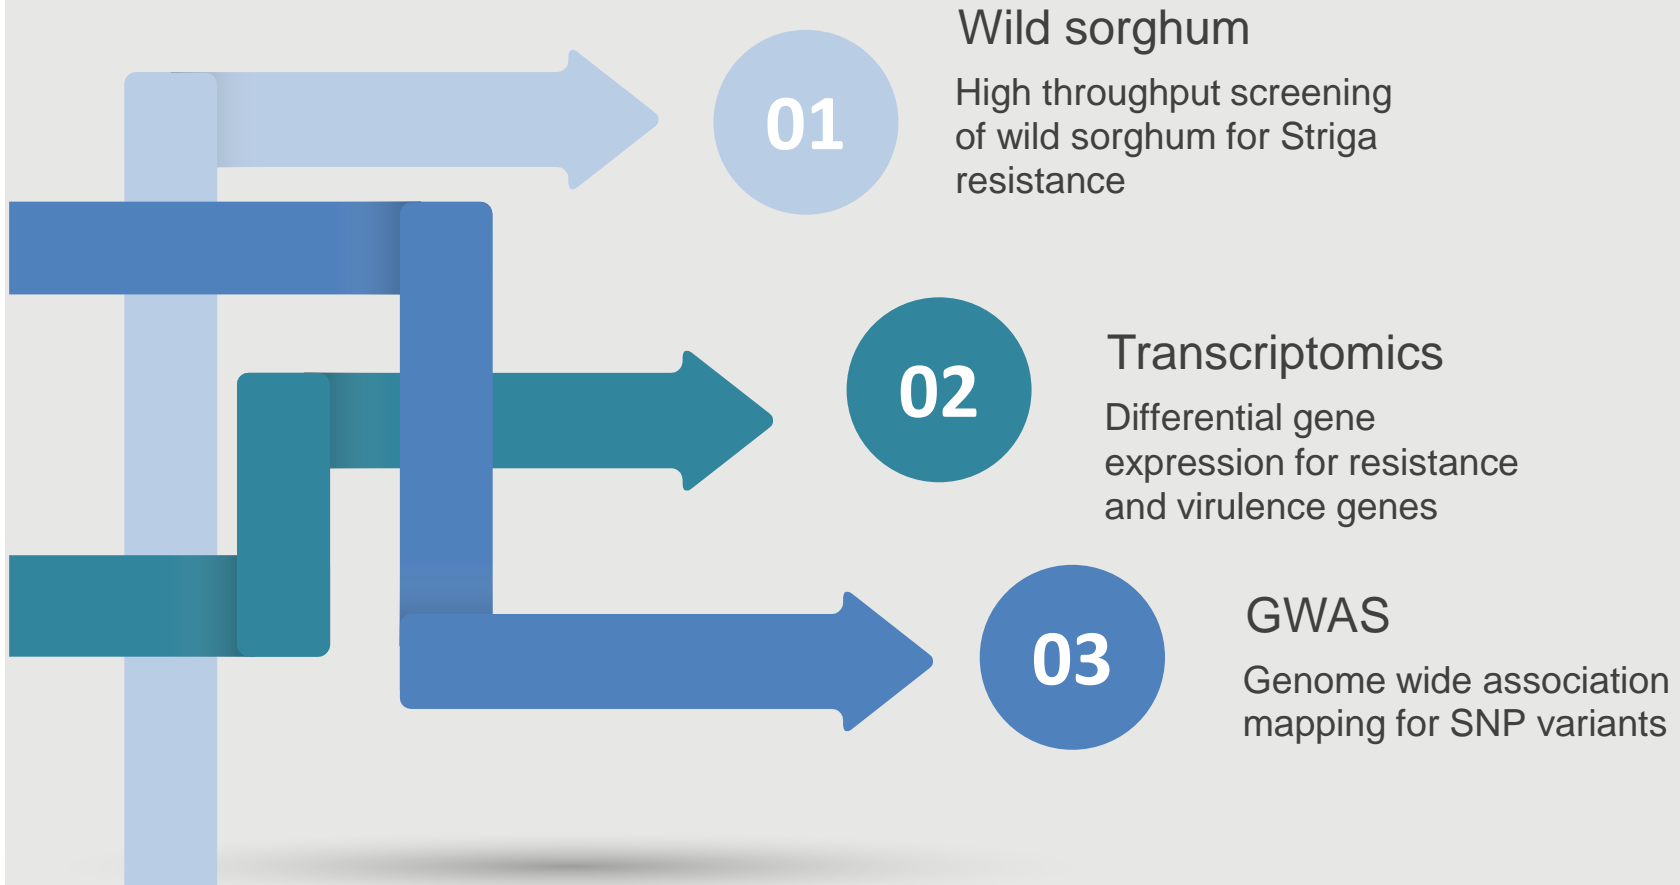 01
Wild sorghum
High throughput screening
of wild sorghum for Striga
resistance
02
Transcriptomics
Differential gene
expression for resistance
and virulence genes
03
GWAS
Genome wide association
mapping for SNP variants